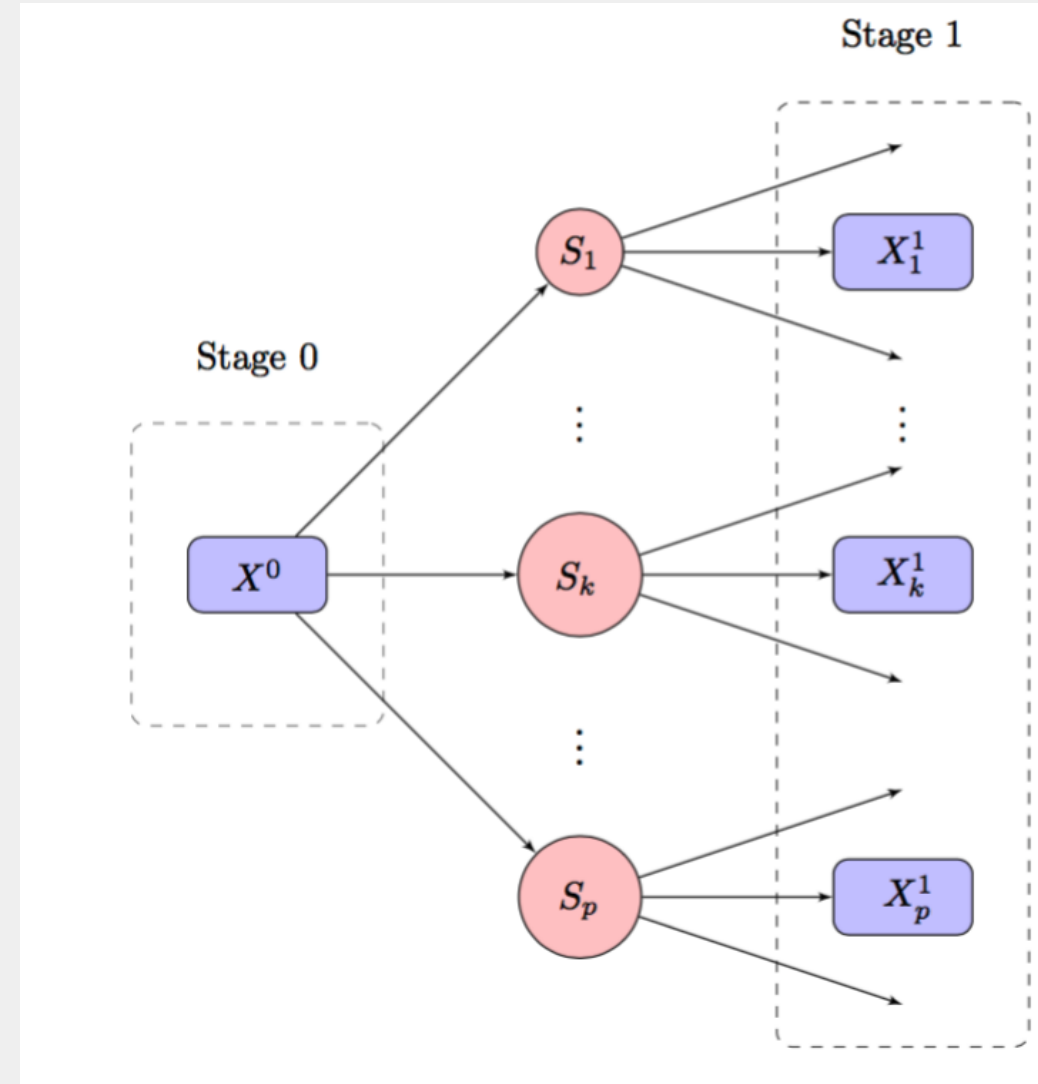 Stage 1
S₁
X₁¹
Stage 0
⋮
⋮
X⁰
Sₖ
Xₖ¹
⋮
Sₚ
Xₚ¹